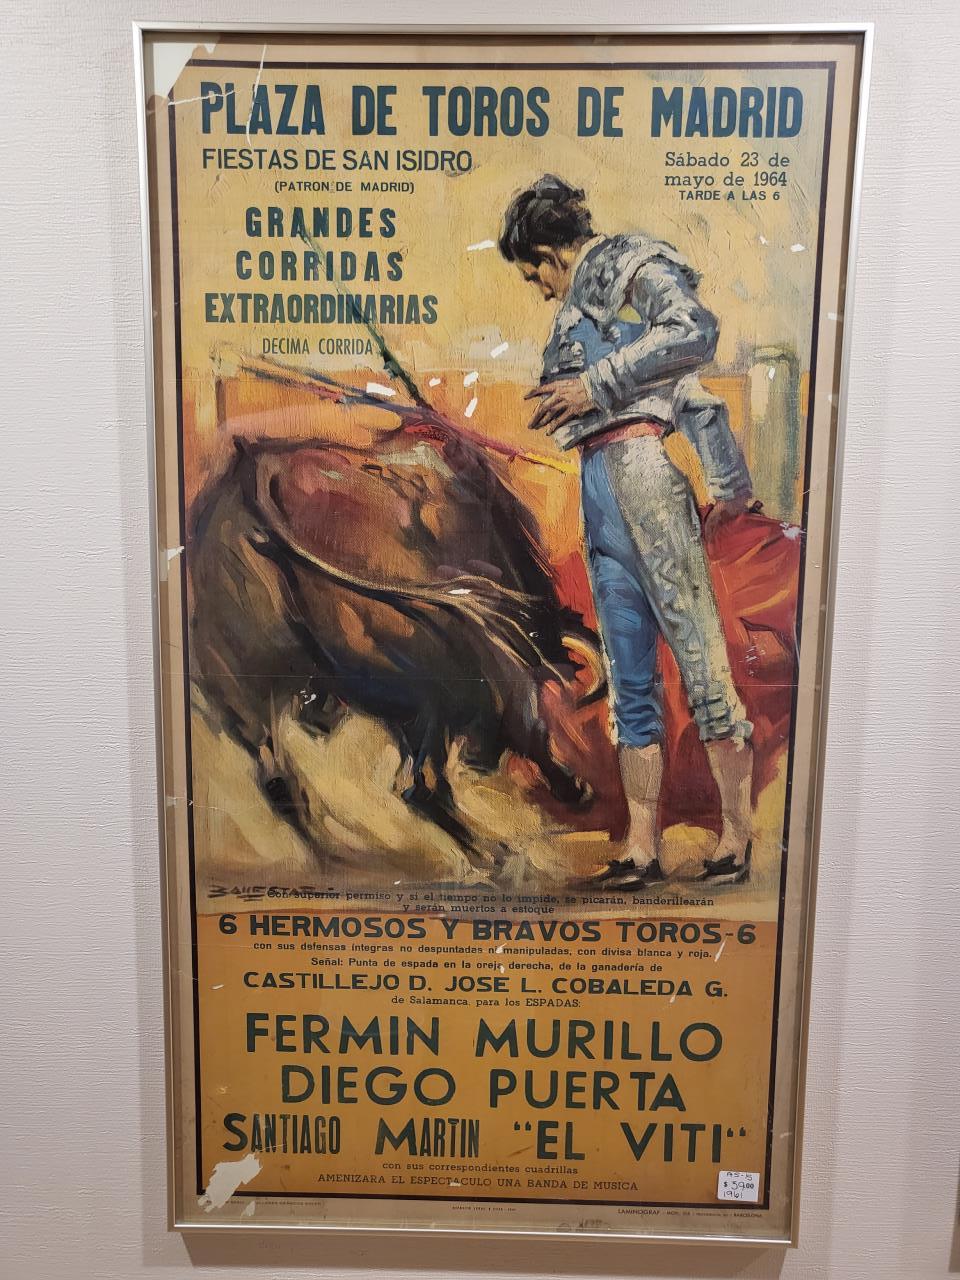 PLAZA DE TOROS DE MADRID
FIESTAS DE SAN ISIDRO
(PATRON DE MADRID)
Sábado 23 de
mayo de 1964
TARDE A LAS 6
GRANDES
CORRIDAS
EXTRAORDINARIAS
DECIMA CORRIDA
BALLESTAR
Con superior permiso y si el tiempo no lo impide, se picarán, banderillearán
y serán muertos a estoque
6 HERMOSOS Y BRAVOS TOROS-6
con sus defensas íntegras no despuntadas ni manipuladas, con divisa blanca y roja.
Señal: Punta de espada en la oreja derecha, de la ganadería de
CASTILLEJO D. JOSE L. COBALEDA G.
de Salamanca, para los ESPADAS:
FERMIN MURILLO
DIEGO PUERTA
SANTIAGO MARTIN "EL VITI"
con sus correspondientes cuadrillas
AMENIZARA EL ESPECTACULO UNA BANDA DE MUSICA
AS-15
$ 59.00
1961
LAMINOGRAF - BARCELONA